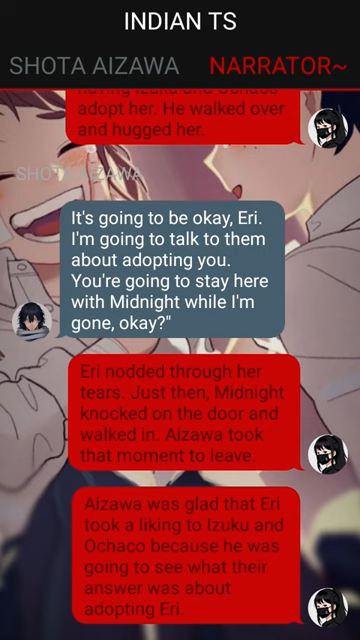 INDIAN TS
SHOTA AIZAWA NARRATOR~
having Izuku and Ochaco
adopt her. He walked over
and hugged her.
SHOTA AIZAWA
It's going to be okay, Eri.
I'm going to talk to them
about adopting you.
You're going to stay here
with Midnight while I'm
gone, okay?"
Eri nodded through her
tears. Just then, Midnight
knocked on the door and
walked in. Aizawa took
that moment to leave.
Aizawa was glad that Eri
took a liking to Izuku and
Ochaco because he was
going to see what their
answer was about
adopting Eri.